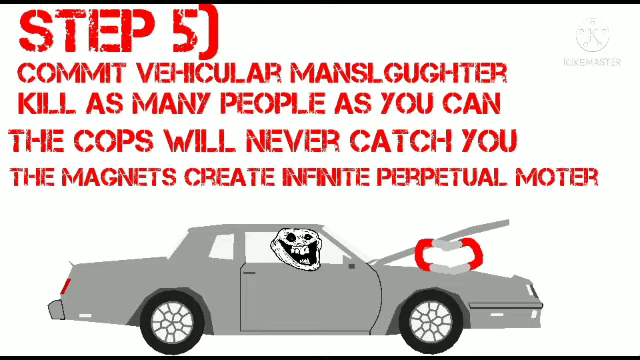 STEP 5)
COMMIT VEHICULAR MANSLGUGHTER
KILL AS MANY PEOPLE AS YOU CAN
THE COPS WILL NEVER CATCH YOU
THE MAGNETS CREATE INFINITE PERPETUAL MOTER
KINEMASTER